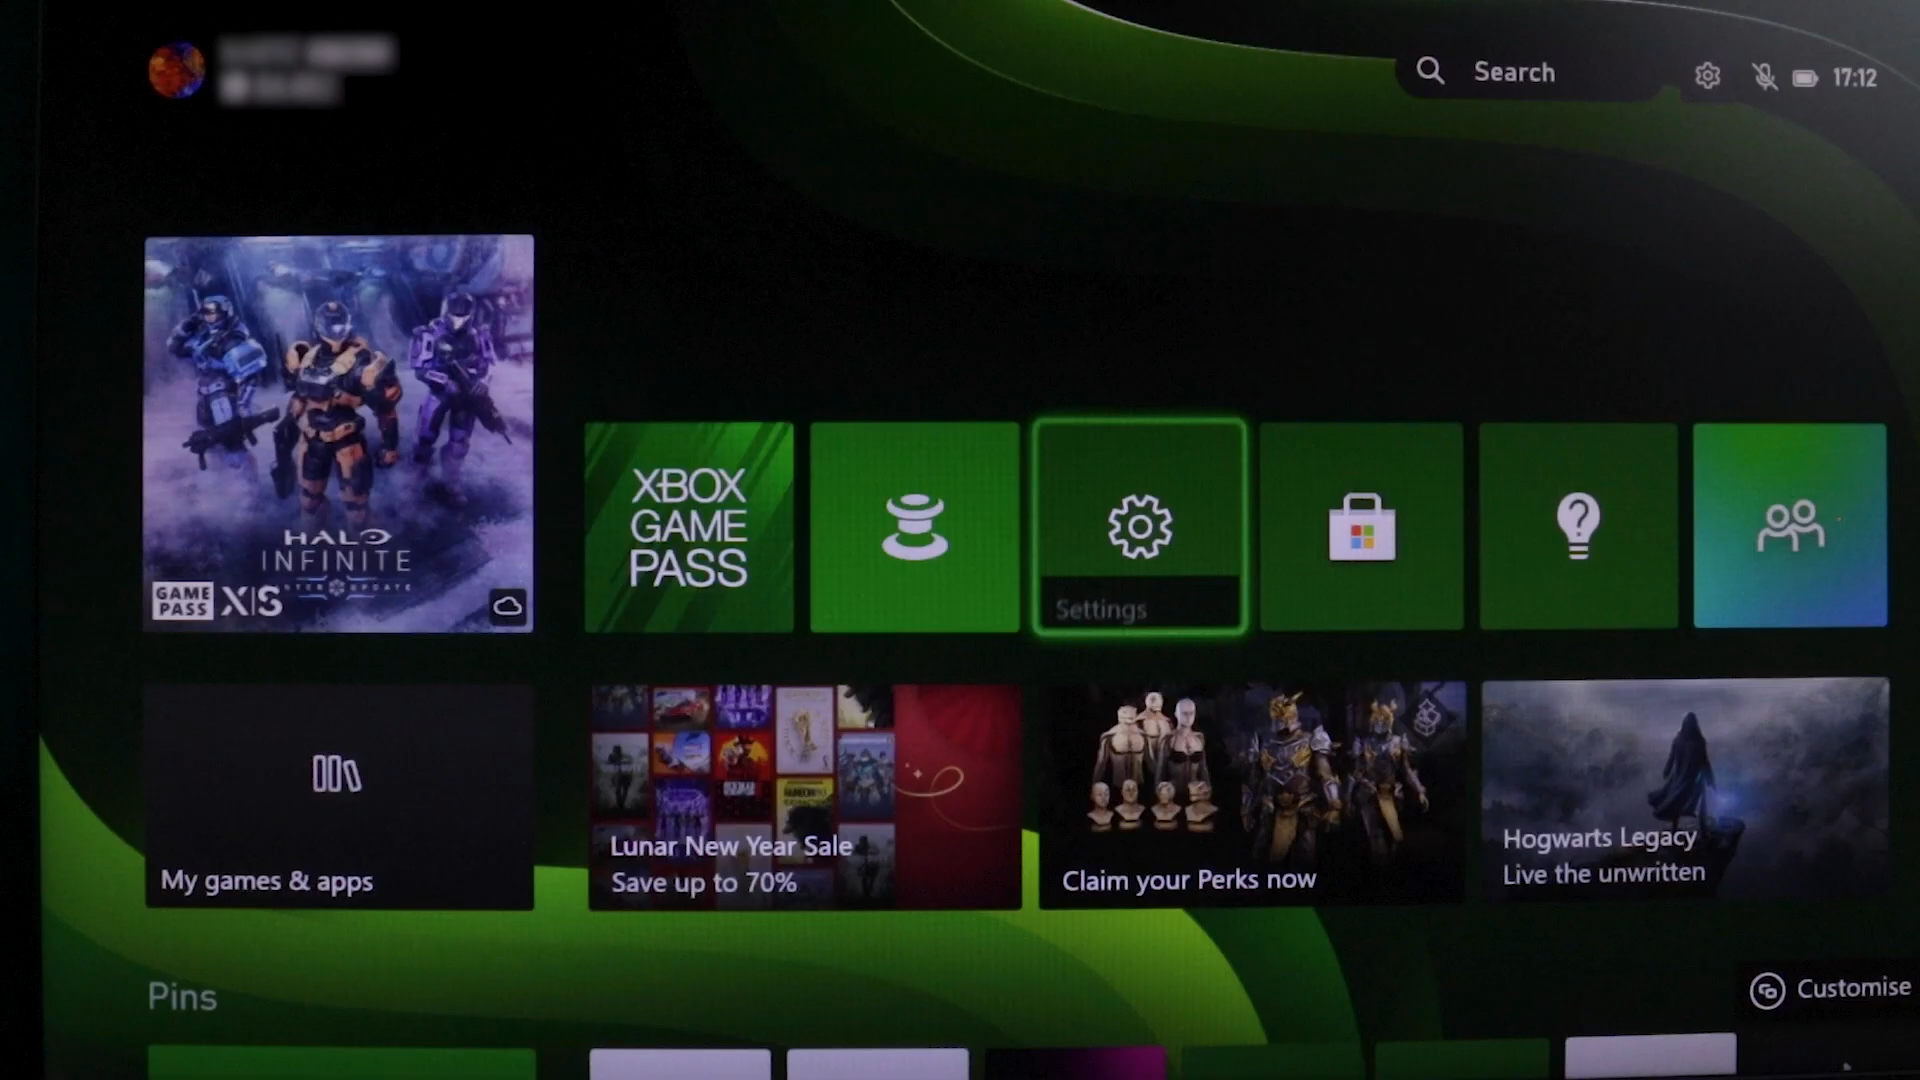 Search
17:12
HALO
INFINITE
GAME
PASS
X|S
XBOX
GAME
PASS
Settings
My games & apps
Lunar New Year Sale
Save up to 70%
Claim your Perks now
Hogwarts Legacy
Live the unwritten
Pins
Customise